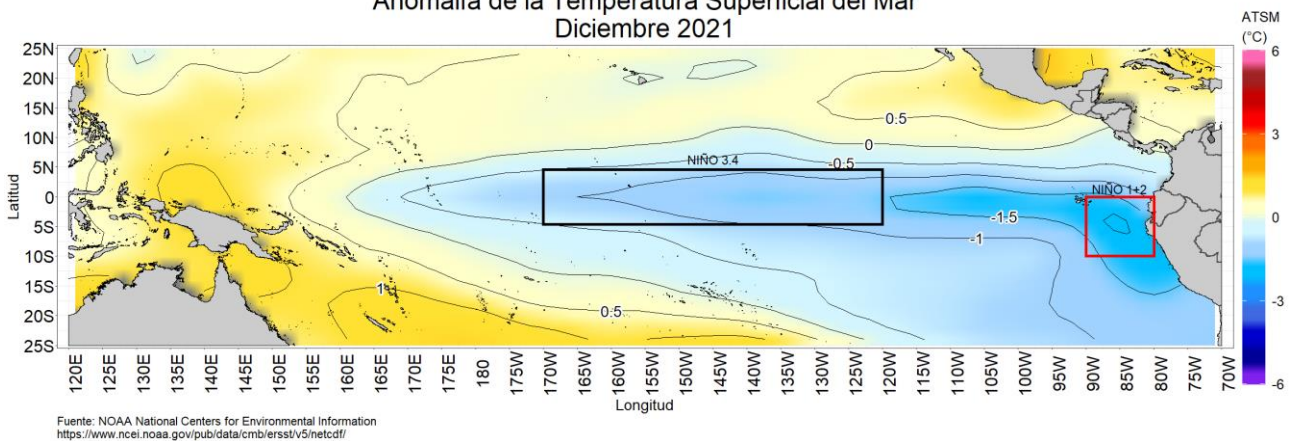 Anomalía de la Temperatura Superficial del Mar
Diciembre 2021
ATSM
(°C)
6
3
0
-3
-6
25N
20N
15N
10N
5N
0
5S
10S
15S
20S
25S
Latitud
0.5
0
-0.5
NIÑO 3.4
NIÑO 1+2
-1.5
-1
1
0.5
120E 125E 130E 135E 140E 145E 150E 155E 160E 165E 170E 175E 180 175W 170W 165W 160W 155W 150W 145W 140W 135W 130W 125W 120W 115W 110W 105W 100W 95W 90W 85W 80W 75W 70W
Longitud
Fuente: NOAA National Centers for Environmental Information
https://www.ncei.noaa.gov/pub/data/cmb/ersst/v5/netcdf/